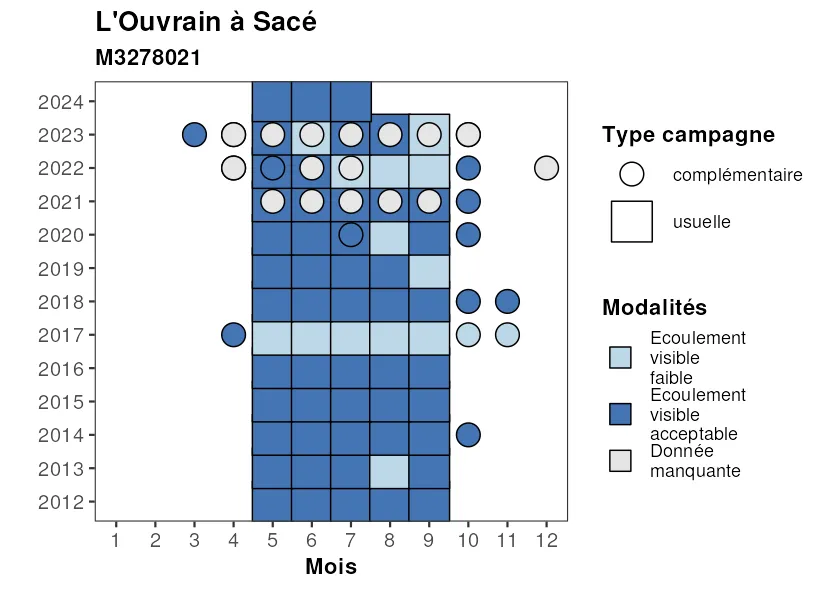 L'Ouvrain à Sacé
M3278021
2024
2023
2022
2021
2020
2019
2018
2017
2016
2015
2014
2013
2012
1 2 3 4 5 6 7 8 9 10 11 12
Mois
Type campagne
complémentaire
usuelle
Modalités
Ecoulement
visible
faible
Ecoulement
visible
acceptable
Donnée
manquante